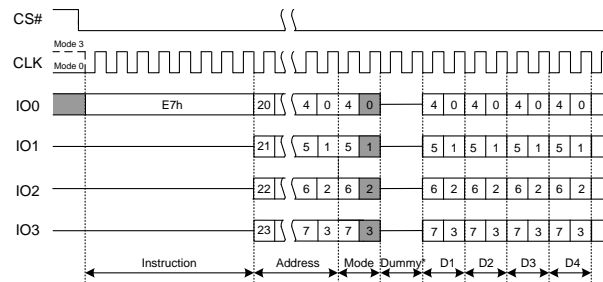 CS#
Mode 3
CLK Mode 0
IO0 E7h 20 4 0 4 0 4 0 4 0 4 0 4 0
IO1 21 5 1 5 1 5 1 5 1 5 1 5 1
IO2 22 6 2 6 2 6 2 6 2 6 2 6 2
IO3 23 7 3 7 3 7 3 7 3 7 3 7 3
Instruction Address Mode Dummy* D1 D2 D3 D4